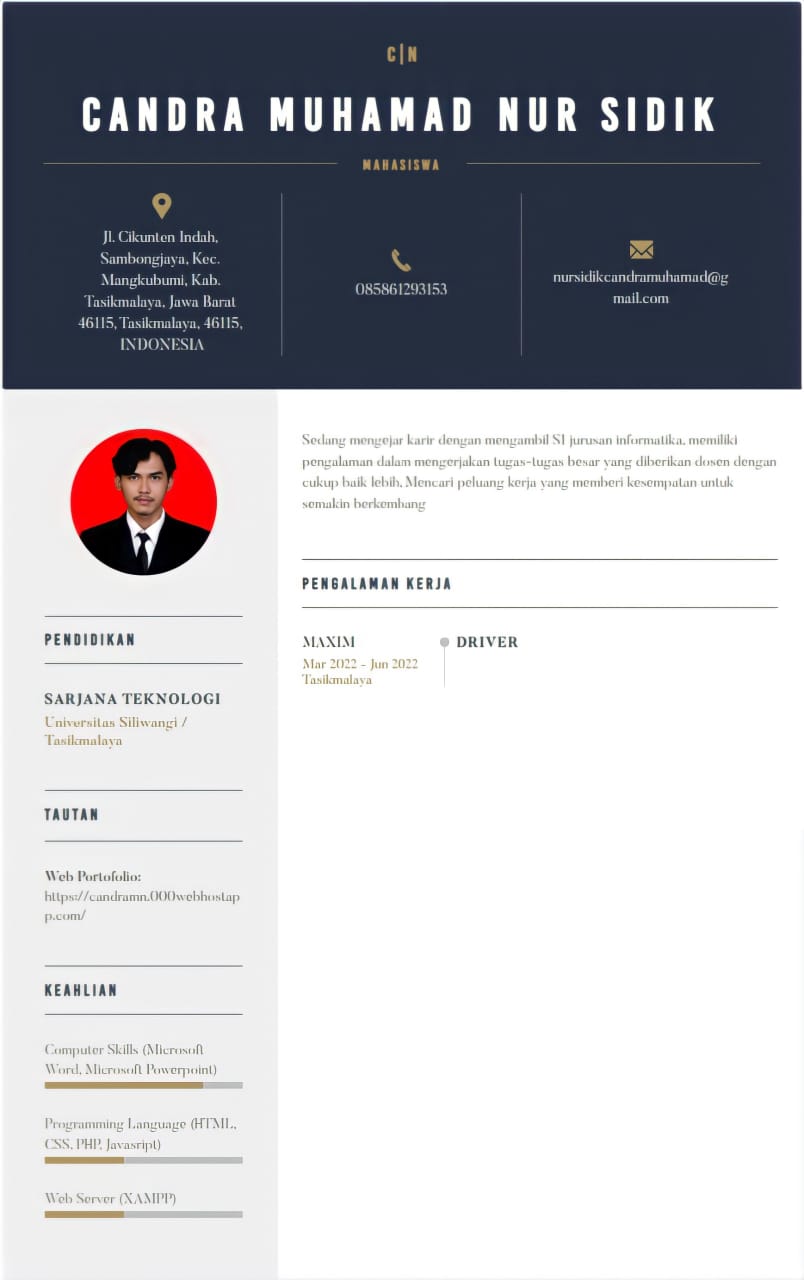 C|N
CANDRA MUHAMAD NUR SIDIK
MAHASISWA
Jl. Cikunten Indah,
Sambongjaya, Kec.
Mangkubumi, Kab.
Tasikmalaya, Jawa Barat
46115, Tasikmalaya, 46115,
INDONESIA
085861293153
nursidikcandramuhamad@g
mail.com
PENDIDIKAN
SARJANA TEKNOLOGI
Universitas Siliwangi /
Tasikmalaya
TAUTAN
Web Portofolio:
https://candramn.000webhostap
p.com/
KEAHLIAN
Computer Skills (Microsoft
Word, Microsoft Powerpoint)
Programming Language (HTML,
CSS, PHP, Javasript)
Web Server (XAMPP)
Sedang mengejar karir dengan mengambil S1 jurusan informatika, memiliki
pengalaman dalam mengerjakan tugas-tugas besar yang diberikan dosen dengan
cukup baik lebih, Mencari peluang kerja yang memberi kesempatan untuk
semakin berkembang
PENGALAMAN KERJA
MAXIM
Mar 2022 - Jun 2022
Tasikmalaya
DRIVER